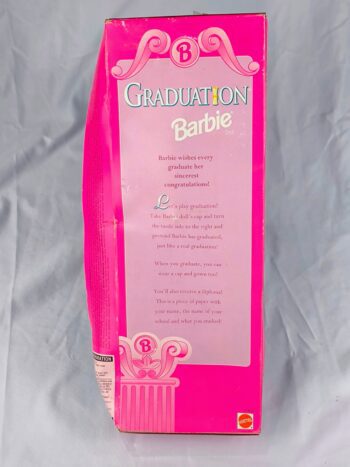 B
GRADUATION
Barbie
Barbie wishes every
graduate her
sincerest
congratulations!
Let's play graduation!
Take Barbie doll's cap and turn
the tassle side to the right and
pretend Barbie has graduated,
just like a real graduation!
When you graduate, you can
wear a cap and gown too!
You'll also receive a diploma!
This is a piece of paper with
your name, the name of your
school and what you studied!
B
MATTEL